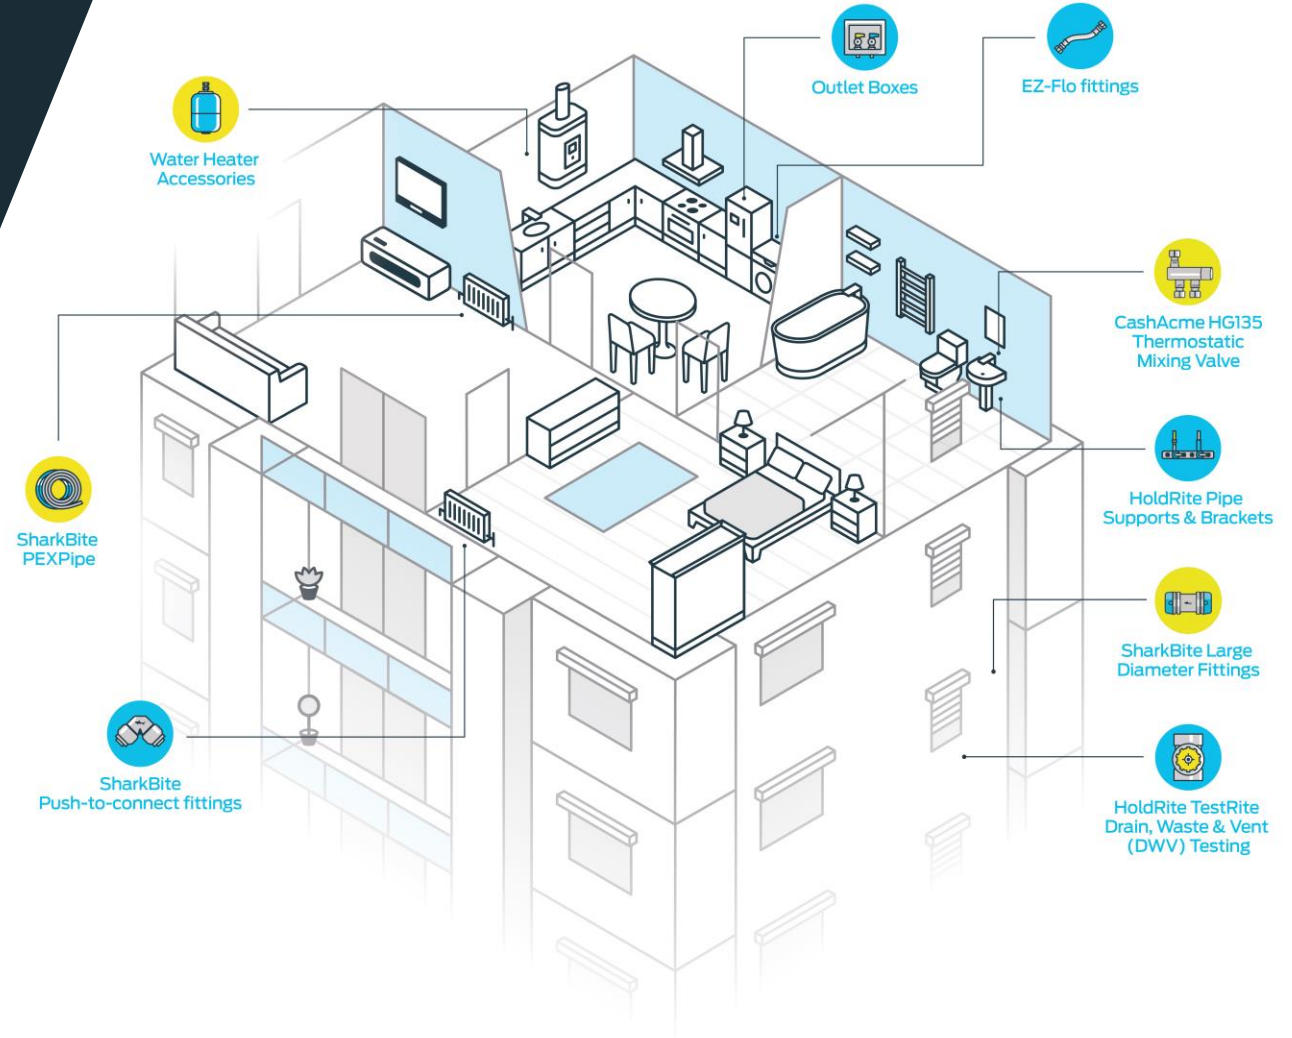 Outlet Boxes
EZ-Flo fittings
Water Heater
Accessories
CashAcme HG135
Thermostatic
Mixing Valve
HoldRite Pipe
Supports & Brackets
SharkBite
PEXPipe
SharkBite Large
Diameter Fittings
SharkBite
Push-to-connect fittings
HoldRite TestRite
Drain, Waste & Vent
(DWV) Testing